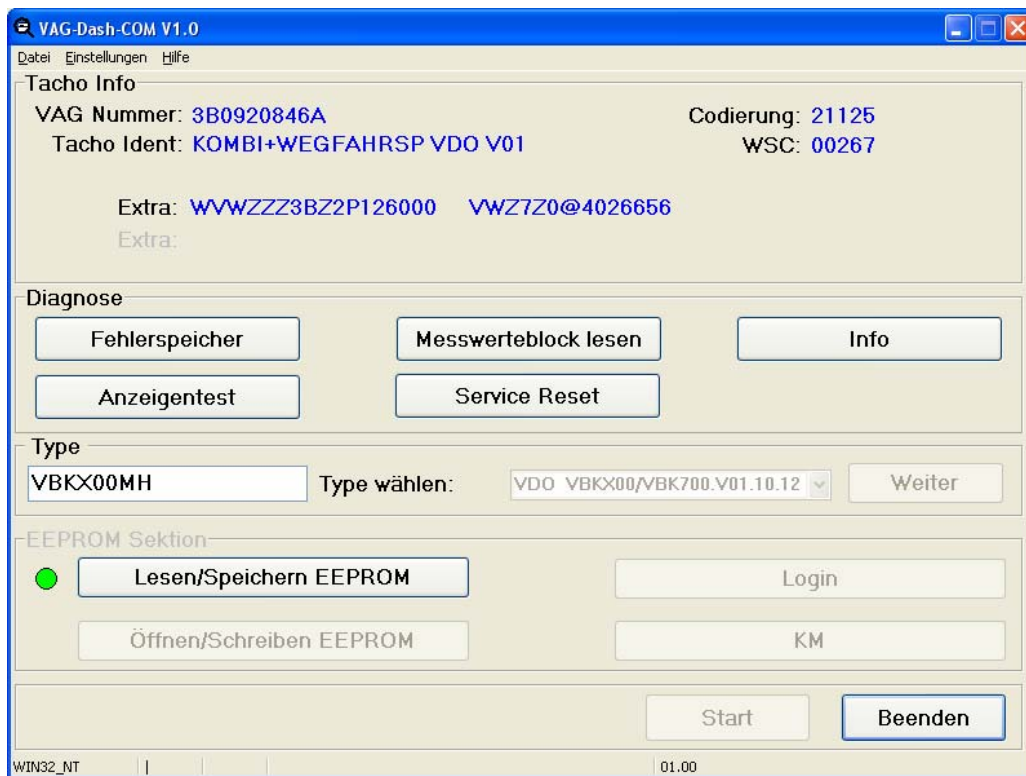 VAG-Dash-COM V1.0
Datei Einstellungen Hilfe
Tacho Info
VAG Nummer: 3B0920846A Codierung: 21125
Tacho Ident: KOMBI+WEGFAHRSP VDO V01 WSC: 00267
Extra: WVWZZZ3BZ2P126000 VWZ7Z0@4026656
Extra:
Diagnose
Fehlerspeicher Messwerteblock lesen Info
Anzeigentest Service Reset
Type
VBKX00MH Type wählen: VDO VBKX00/VBK700.V01.10.12 Weiter
EEPROM Sektion
Lesen/Speichern EEPROM Login
Öffnen/Schreiben EEPROM KM
Start Beenden
WIN32_NT 01.00